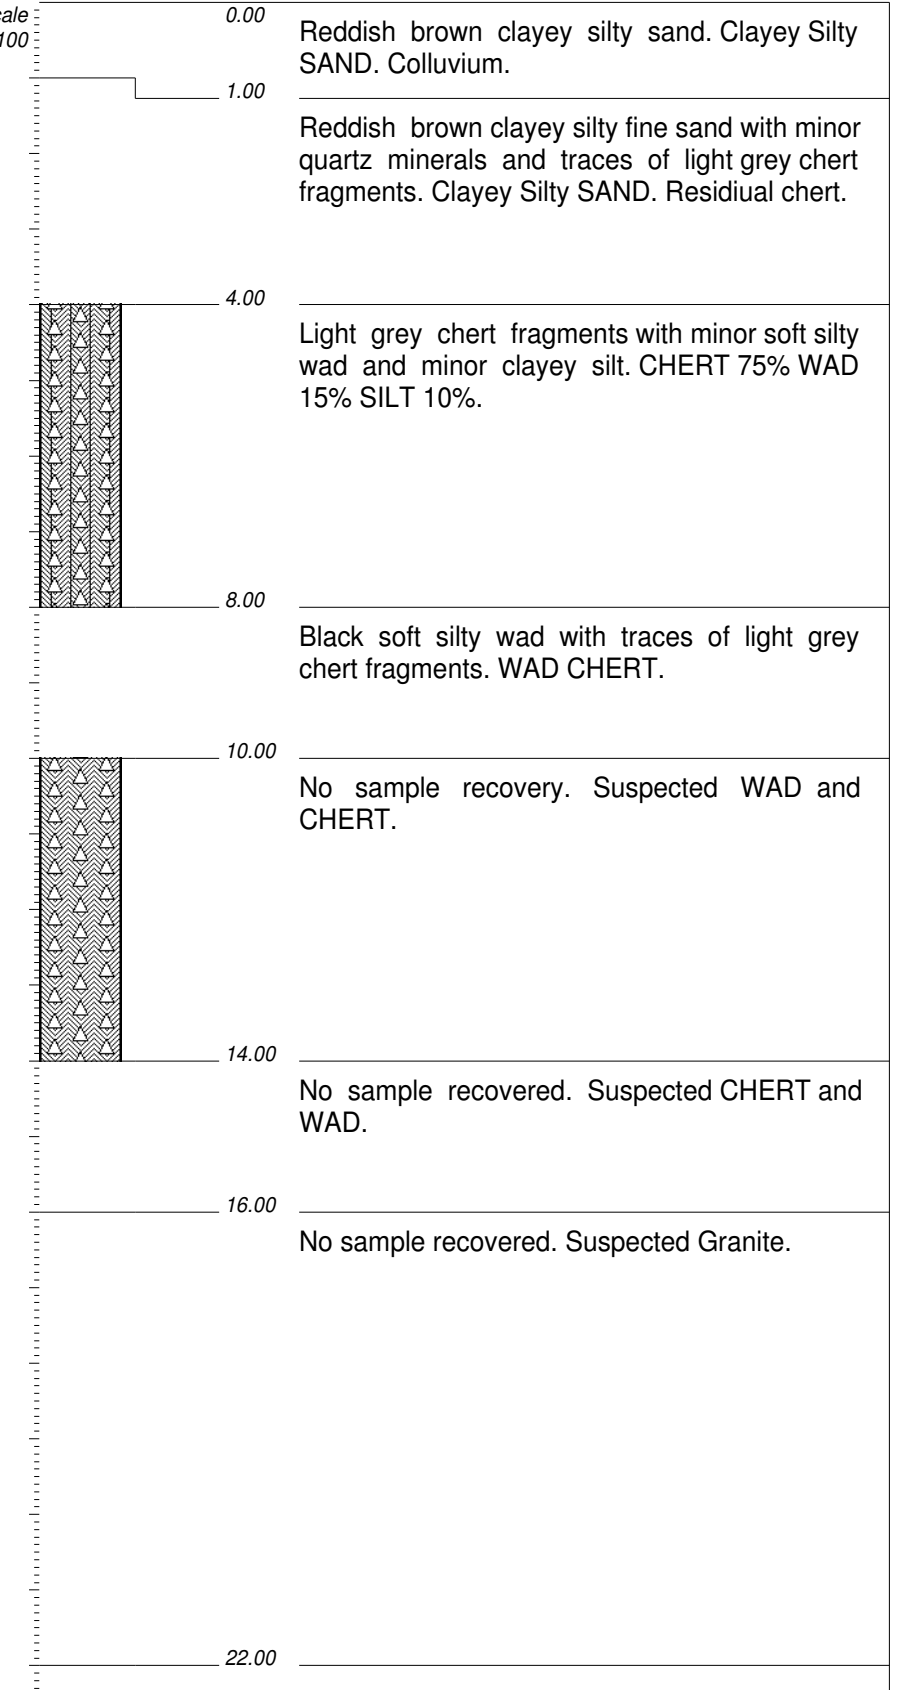 0.00
Reddish brown clayey silty sand. Clayey Silty
SAND. Colluvium.
1.00
Reddish brown clayey silty fine sand with minor
quartz minerals and traces of light grey chert
fragments. Clayey Silty SAND. Residiual chert.
4.00
Light grey chert fragments with minor soft silty
wad and minor clayey silt. CHERT 75% WAD
15% SILT 10%.
8.00
Black soft silty wad with traces of light grey
chert fragments. WAD CHERT.
10.00
No sample recovery. Suspected WAD and
CHERT.
14.00
No sample recovered. Suspected CHERT and
WAD.
16.00
No sample recovered. Suspected Granite.
22.00